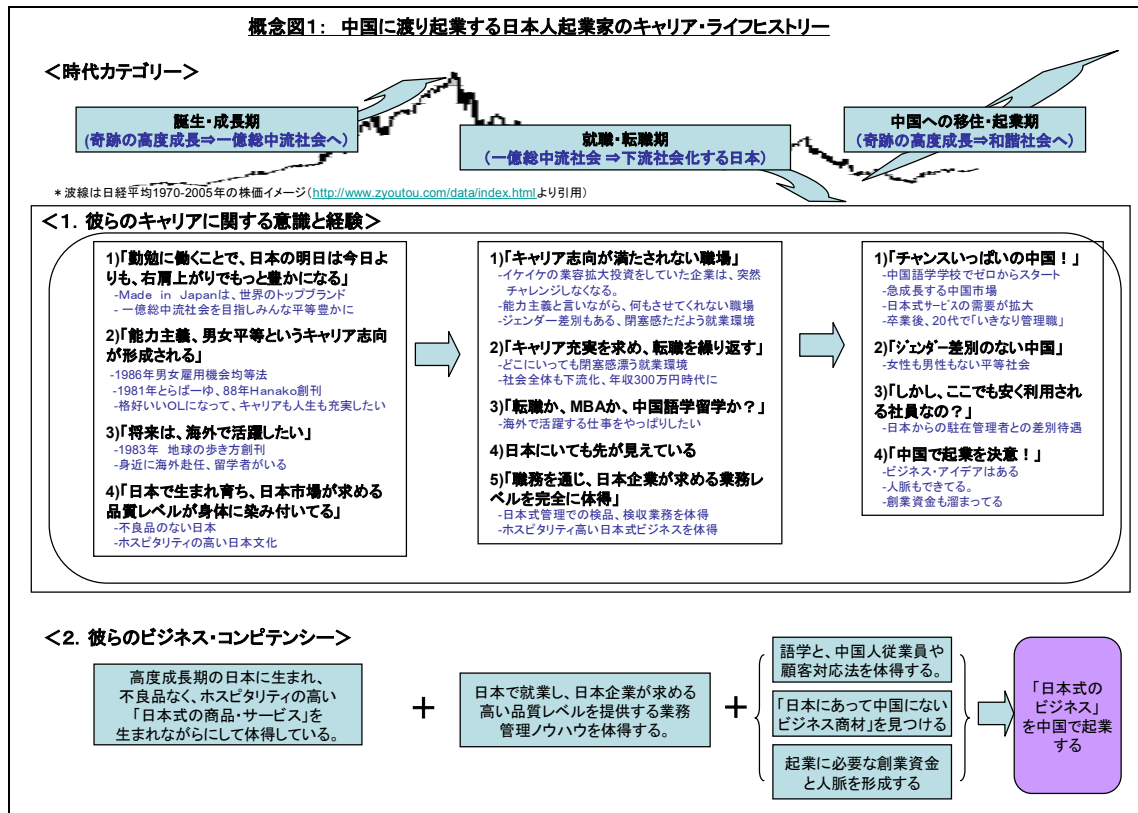 概念図1： 中国に渡り起業する日本人起業家のキャリア・ライフヒストリー
＜時代カテゴリー＞
誕生・成長期
(奇跡の高度成長⇒一億総中流社会へ)
就職・転職期
(一億総中流社会 ⇒下流社会化する日本)
中国への移住・起業期
(奇跡の高度成長⇒和諧社会へ)
＊波線は日経平均1970-2005年の株価イメージ（http://www.zyoutou.com/data/index.htmlより引用）
＜1．彼らのキャリアに関する意識と経験＞
1)「勤勉に働くことで、日本の明日は今日よ
りも、右肩上がりでもっと豊かになる」
-Made in Japanは、世界のトップブランド
- 一億総中流社会を目指しみんな平等豊かに
2)「能力主義、男女平等というキャリア志向
が形成される」
-1986年男女雇用機会均等法
-1981年とらばーゆ、88年Hanako創刊
-格好いいOLになって、キャリアも人生も充実したい
3)「将来は、海外で活躍したい」
-1983年 地球の歩き方創刊
-身近に海外赴任、留学者がいる
4)「日本で生まれ育ち、日本市場が求める
品質レベルが身体に染み付いてる」
-不良品のない日本
-ホスピタリティの高い日本文化
1)「キャリア志向が満たされない職場」
-イケイケの業容拡大投資をしていた企業は、突然
チャレンジしなくなる。
-能力主義と言いながら、何もさせてくれない職場
-ジェンダー差別もある、閉塞感ただよう就業環境
2)「キャリア充実を求め、転職を繰り返す」
-どこにいっても閉塞感漂う就業環境
-社会全体も下流化、年収300万円時代に
3)「転職か、MBAか、中国語学留学か？」
-海外で活躍する仕事をやっぱりしたい
4)日本にいても先が見えている
5)「職務を通じ、日本企業が求める業務レ
ベルを完全に体得」
-日本式管理での検品、検収業務を体得
-ホスピタリティ高い日本式ビジネスを体得
1)「チャンスいっぱいの中国！」
-中国語学学校でゼロからスタート
-急成長する中国市場
-日本式サービスの需要が拡大
-卒業後、20代で「いきなり管理職」
2)「ジェンダー差別のない中国」
-女性も男性もない平等社会
3)「しかし、ここでも安く利用され
る社員なの？」
-日本からの駐在管理者との差別待遇
4)「中国で起業を決意！」
-ビジネス・アイデアはある
-人脈もできてる。
-創業資金も溜まってる
＜2．彼らのビジネス・コンピテンシー＞
高度成長期の日本に生まれ、
不良品なく、ホスピタリティの高い
「日本式の商品・サービス」を
生まれながらにして体得している。
＋
日本で就業し、日本企業が求める
高い品質レベルを提供する業務
管理ノウハウを体得する。
＋
語学と、中国人従業員や
顧客対応法を体得する。
「日本にあって中国にない
ビジネス商材」を見つける
起業に必要な創業資金
と人脈を形成する
「日本式の
ビジネス」
を中国で起業
する